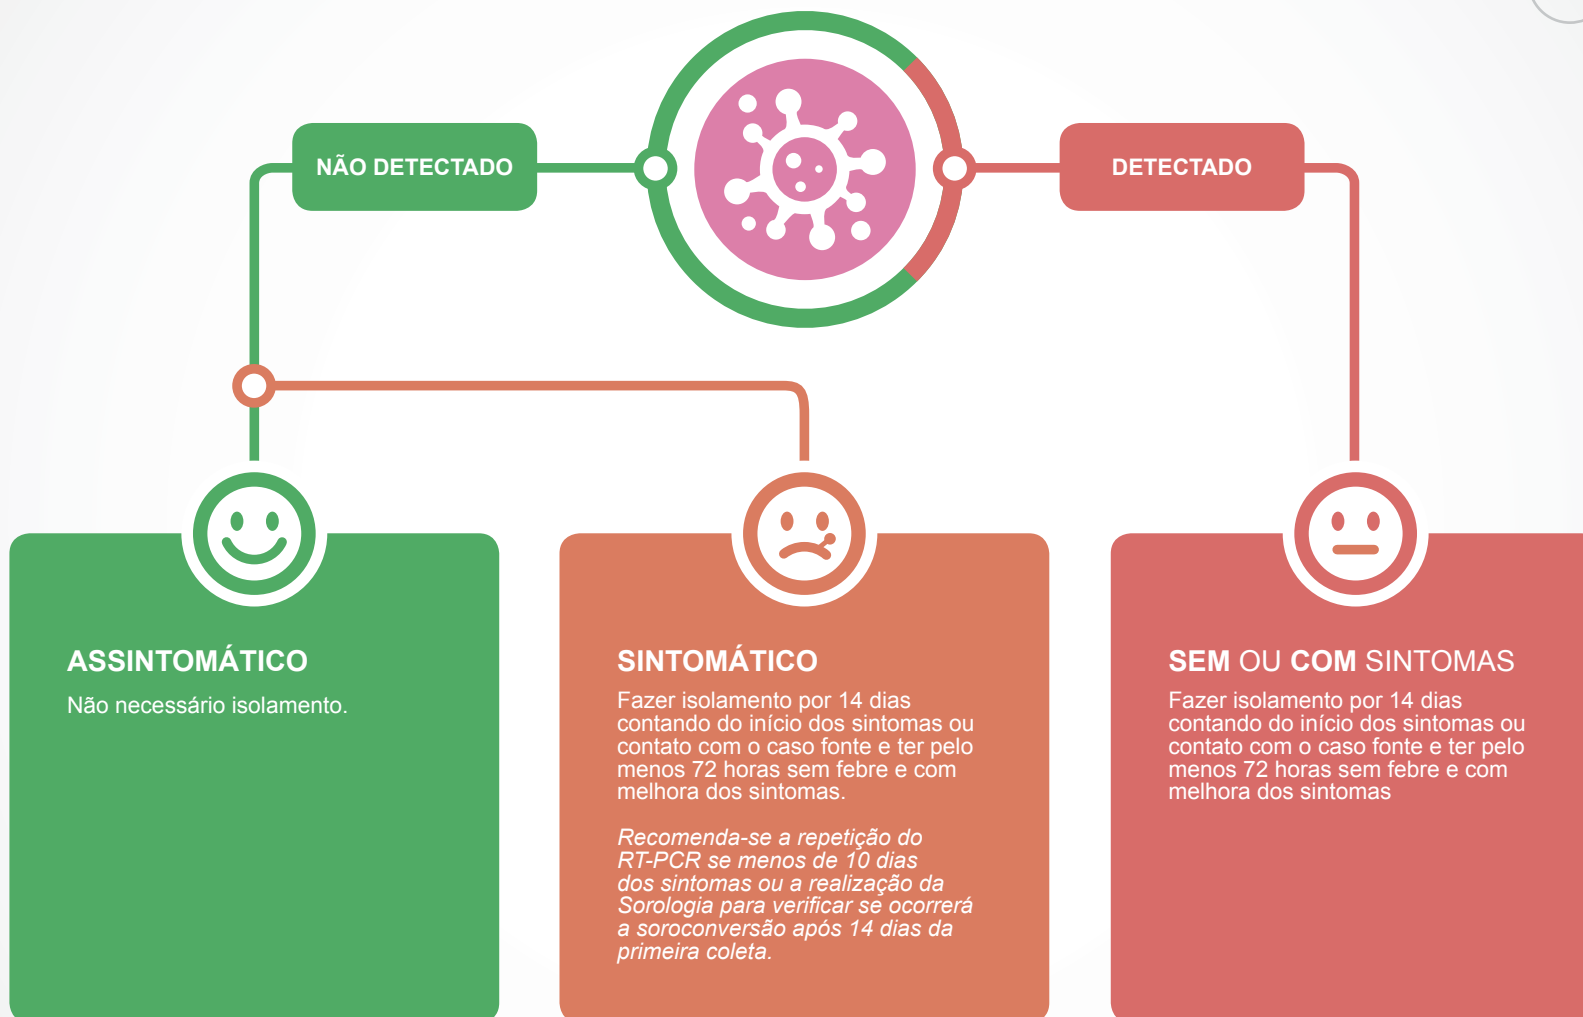 NÃO DETECTADO
DETECTADO
ASSINTOMÁTICO
Não necessário isolamento.
SINTOMÁTICO
Fazer isolamento por 14 dias
contando do início dos sintomas ou
contato com o caso fonte e ter pelo
menos 72 horas sem febre e com
melhora dos sintomas.
Recomenda-se a repetição do
RT-PCR se menos de 10 dias
dos sintomas ou a realização da
Sorologia para verificar se ocorrerá
a soroconversão após 14 dias da
primeira coleta.
SEM OU COM SINTOMAS
Fazer isolamento por 14 dias
contando do início dos sintomas ou
contato com o caso fonte e ter pelo
menos 72 horas sem febre e com
melhora dos sintomas